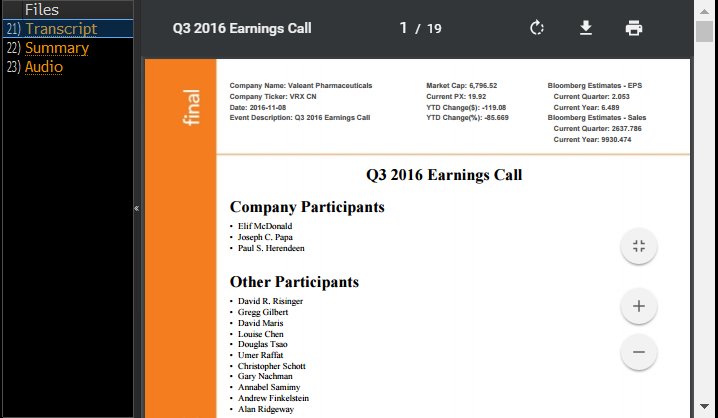 Files
21) Transcript
22) Summary
23) Audio
Q3 2016 Earnings Call
1 / 19
final
Company Name: Valeant Pharmaceuticals
Company Ticker: VRX CN
Date: 2016-11-08
Event Description: Q3 2016 Earnings Call
Market Cap: 6,796.52
Current PX: 19.92
YTD Change($): -119.08
YTD Change(%): -85.669
Bloomberg Estimates - EPS
Current Quarter: 2.053
Current Year: 6.489
Bloomberg Estimates - Sales
Current Quarter: 2637.786
Current Year: 9930.474
Q3 2016 Earnings Call
Company Participants
• Elif McDonald
• Joseph C. Papa
• Paul S. Herendeen
Other Participants
• David R. Risinger
• Gregg Gilbert
• David Maris
• Louise Chen
• Douglas Tsao
• Umer Raffat
• Christopher Schott
• Gary Nachman
• Annabel Samimy
• Andrew Finkelstein
• Alan Ridgeway